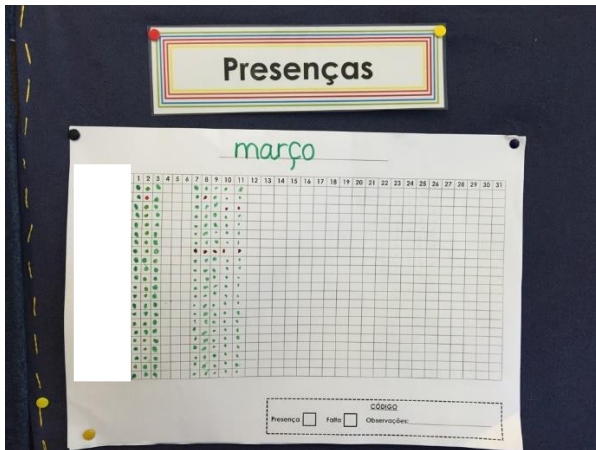 Presenças
março
1 2 3 4 5 6 7 8 9 10 11 12 13 14 15 16 17 18 19 20 21 22 23 24 25 26 27 28 29 30 31
CÓDIGO
Presença Falta Observações: